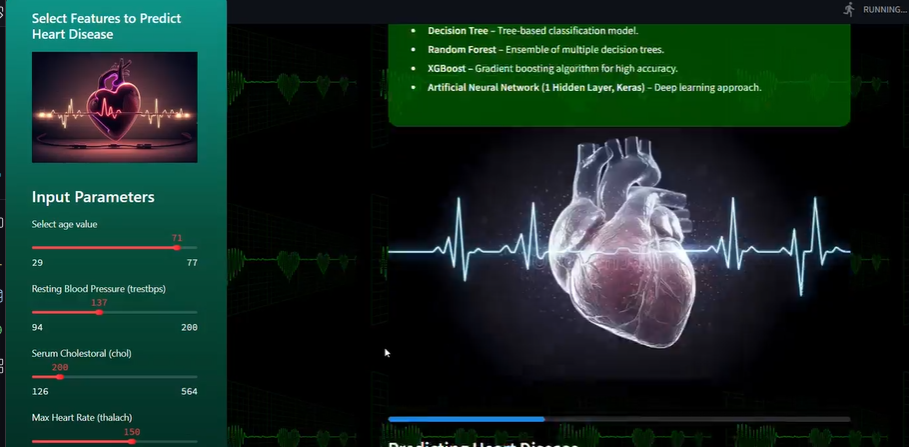 Select Features to Predict
Heart Disease
Input Parameters
Select age value
71
29 77
Resting Blood Pressure (trestbps)
137
94 200
Serum Cholestoral (chol)
200
126 564
Max Heart Rate (thalach)
150
RUNNING...
Decision Tree – Tree-based classification model.
Random Forest – Ensemble of multiple decision trees.
XGBoost – Gradient boosting algorithm for high accuracy.
Artificial Neural Network (1 Hidden Layer, Keras) – Deep learning approach.
Predicting Heart Disease